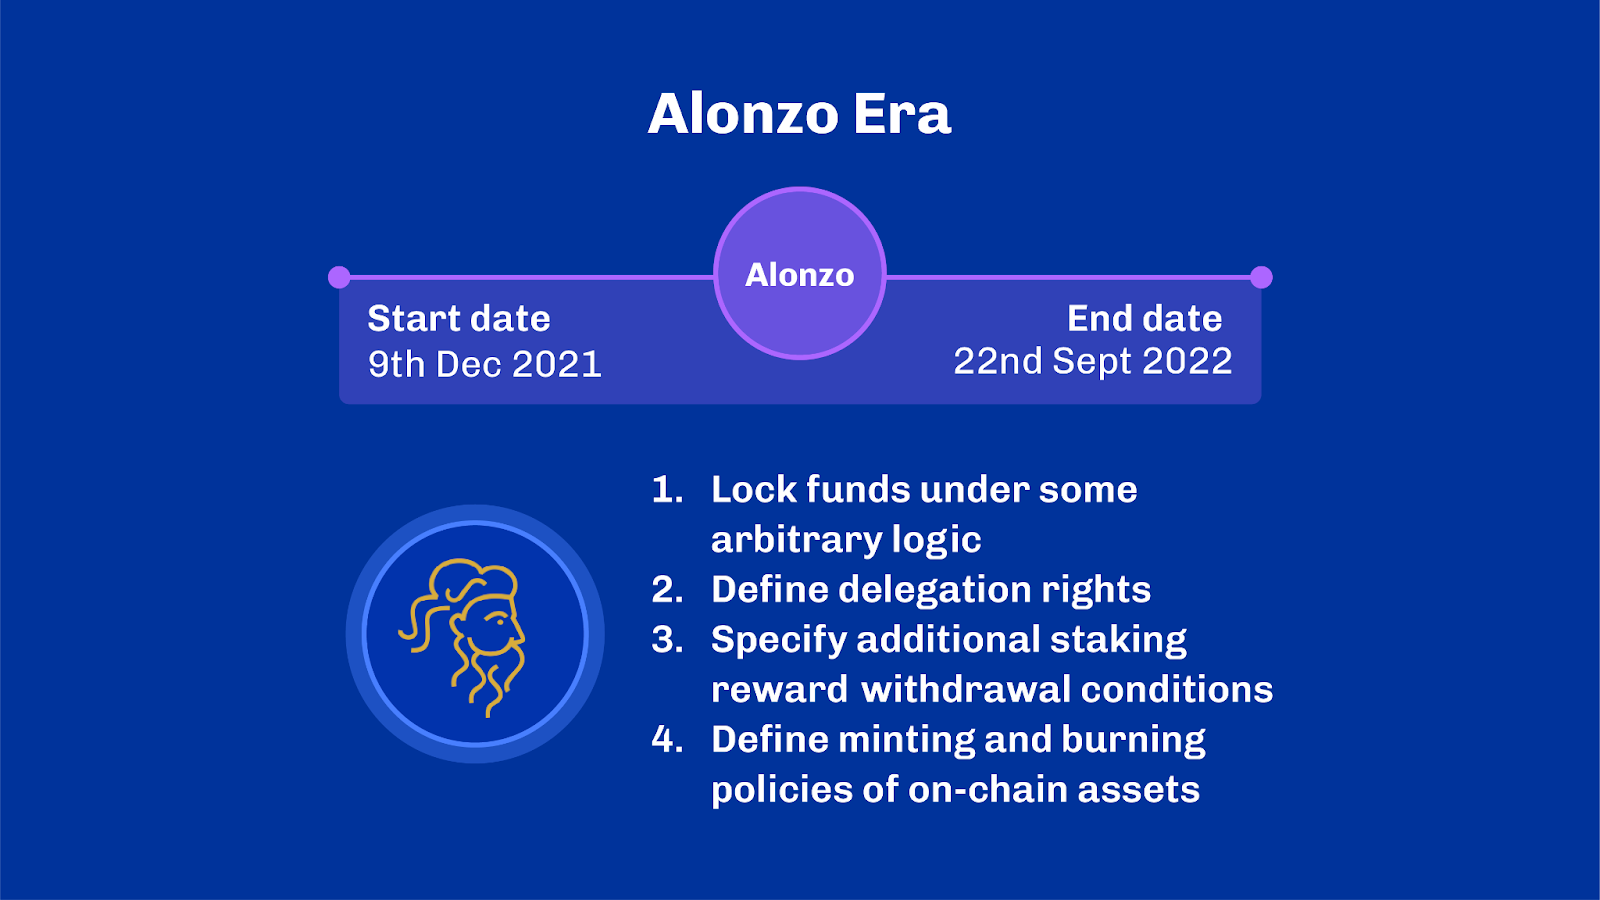 Alonzo Era
Alonzo
Start date
9th Dec 2021
End date
22nd Sept 2022
1. Lock funds under some
arbitrary logic
2. Define delegation rights
3. Specify additional staking
reward withdrawal conditions
4. Define minting and burning
policies of on-chain assets